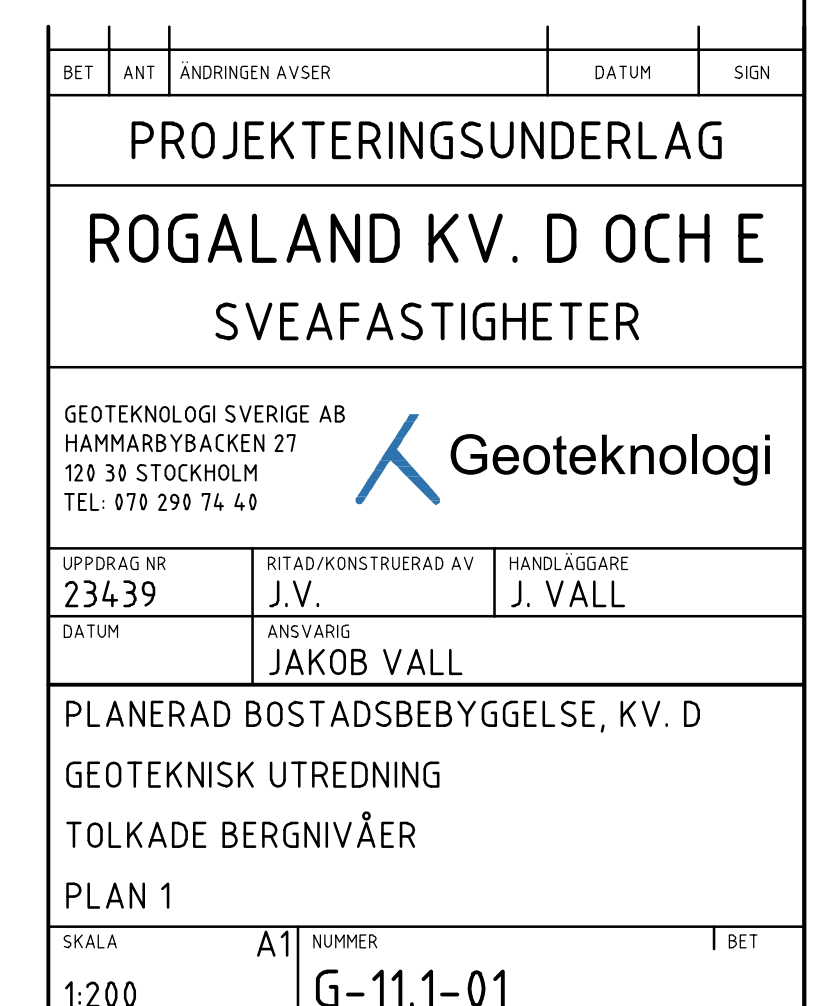 BET ANT ÄNDRINGEN AVSER DATUM SIGN
PROJEKTERINGSUNDERLAG
ROGALAND KV. D OCH E
SVEAFASTIGHETER
GEOTEKNOLOGI SVERIGE AB
HAMMARBYBACKEN 27
120 30 STOCKHOLM
TEL: 070 290 74 40
Geoteknologi
UPPDRAG NR RITAD/KONSTRUERAD AV HANDLÄGGARE
23439 J.V. J. VALL
DATUM ANSVARIG
JAKOB VALL
PLANERAD BOSTADSBEBYGGELSE, KV. D
GEOTEKNISK UTREDNING
TOLKADE BERGNIVÅER
PLAN 1
SKALA A1 NUMMER BET
1:200 G-11.1-01